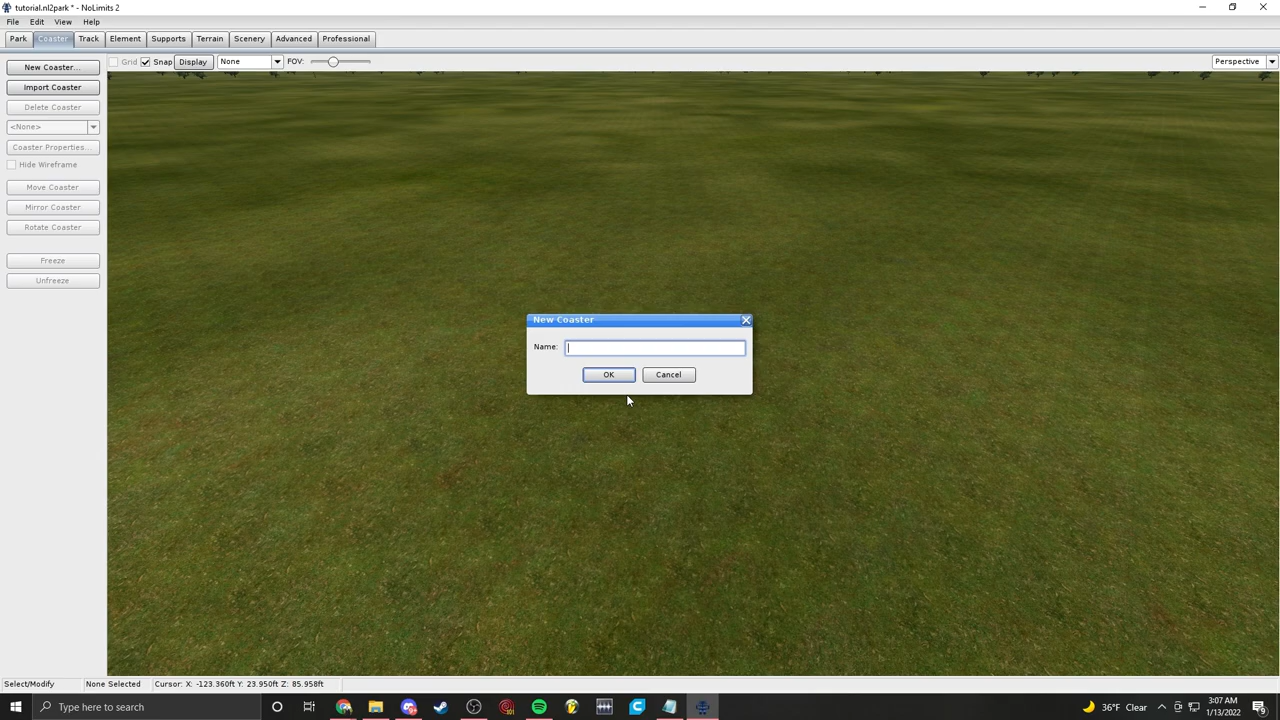 tutorial.nl2park * - NoLimits 2
File Edit View Help
Park Coaster Track Element Supports Terrain Scenery Advanced Professional
New Coaster... Grid Snap Display None FOV: Perspective
Import Coaster
Delete Coaster
<None>
Coaster Properties...
Hide Wireframe
Move Coaster
Mirror Coaster
Rotate Coaster
Freeze
Unfreeze
New Coaster
Name:
OK Cancel
Select/Modify None Selected Cursor: X: -123.360ft Y: 23.950ft Z: 85.958ft
Type here to search
36°F Clear
3:07 AM
1/13/2022